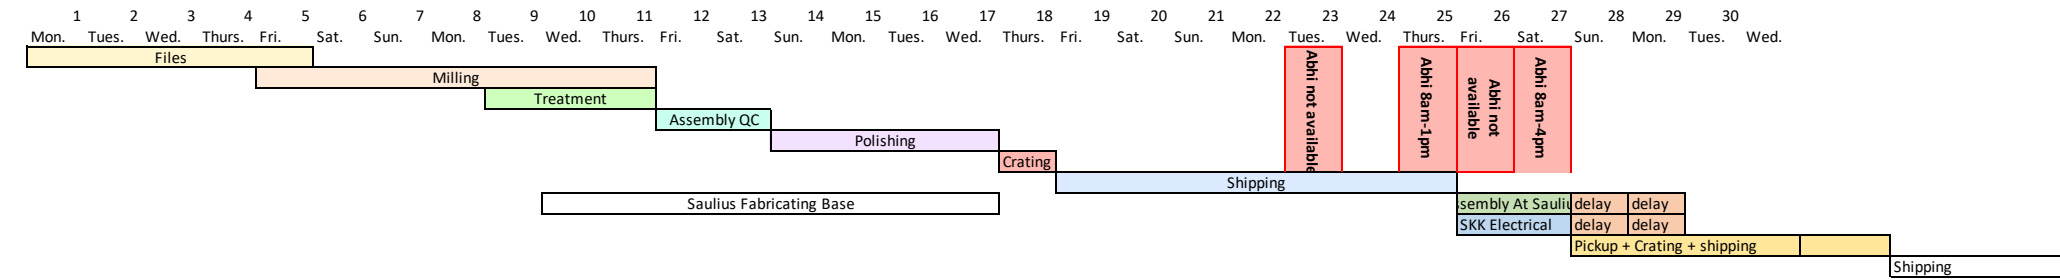 1 2 3 4 5 6 7 8 9 10 11 12 13 14 15 16 17 18 19 20 21 22 23 24 25 26 27 28 29 30
Mon. Tues. Wed. Thurs. Fri. Sat. Sun. Mon. Tues. Wed. Thurs. Fri. Sat. Sun. Mon. Tues. Wed. Thurs. Fri. Sat. Sun. Mon. Tues. Wed. Thurs. Fri. Sat. Sun. Mon. Tues. Wed.
Files
Milling
Treatment
Assembly QC
Polishing
Crating
Abhi not available
Abhi 8am-1pm
Abhi not
available
Abhi 8am-4pm
Shipping
Saulius Fabricating Base
sembly At Sauliu delay delay
SKK Electrical delay delay
Pickup + Crating + shipping
Shipping